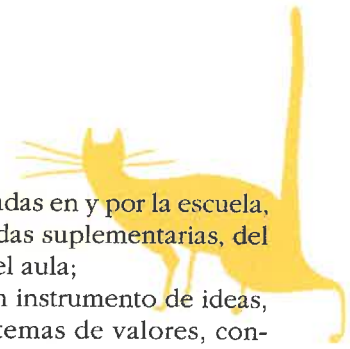 das en y por la escuela,
das suplementarias, del
el aula;
instrumento de ideas,
temas de valores, con-